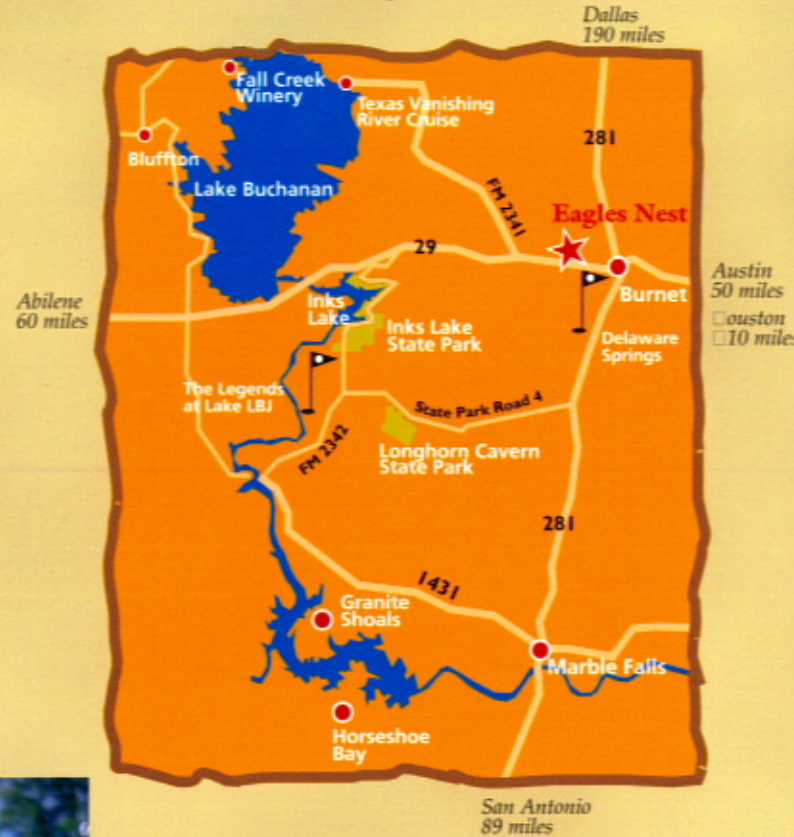 Dallas
190 miles
Fall Creek
Winery
Texas Vanishing
River Cruise
281
Bluffton
Lake Buchanan
FM 2341
Eagles Nest
29
Austin
50 miles
Burnet
Abilene
60 miles
Inks
Lake
Inks Lake
State Park
ouston
10 miles
Delaware
Springs
The Legends
at Lake LBJ
State Park Road 4
FM 2342
Longhorn Cavern
State Park
281
1431
Granite
Shoals
Marble Falls
Horseshoe
Bay
San Antonio
89 miles